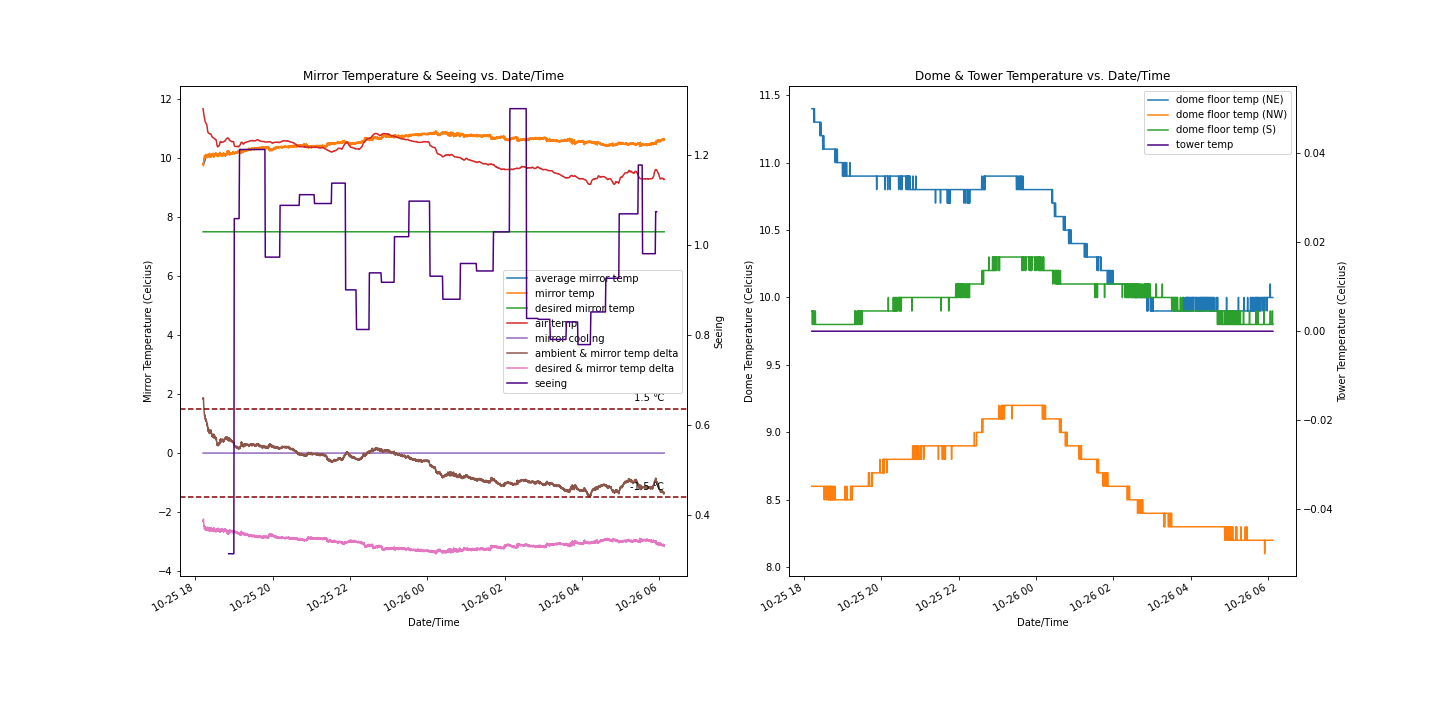 Mirror Temperature & Seeing vs. Date/Time
12
10
8
6
4
2
0
−2
−4
Mirror Temperature (Celcius)
average mirror temp
mirror temp
desired mirror temp
air temp
mirror cooling
ambient & mirror temp delta
desired & mirror temp delta
seeing
1.5 °C
-1.5 °C
1.2
1.0
0.8
0.6
0.4
Seeing
10-25 18
10-25 20
10-25 22
10-26 00
10-26 02
10-26 04
10-26 06
Date/Time
Dome & Tower Temperature vs. Date/Time
11.5
11.0
10.5
10.0
9.5
9.0
8.5
8.0
Dome Temperature (Celcius)
dome floor temp (NE)
dome floor temp (NW)
dome floor temp (S)
tower temp
0.04
0.02
0.00
−0.02
−0.04
Tower Temperature (Celcius)
10-25 18
10-25 20
10-25 22
10-26 00
10-26 02
10-26 04
10-26 06
Date/Time